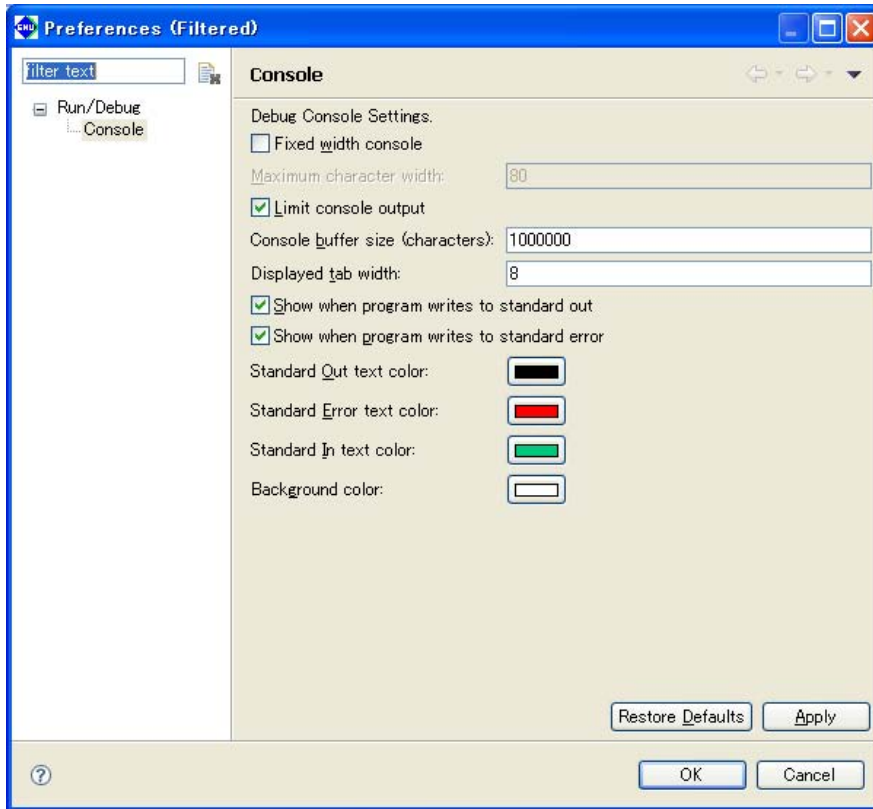 Preferences (Filtered)
filter text
Console
Run/Debug
Console
Debug Console Settings.
Fixed width console
Maximum character width: 80
Limit console output
Console buffer size (characters): 1000000
Displayed tab width: 8
Show when program writes to standard out
Show when program writes to standard error
Standard Out text color:
Standard Error text color:
Standard In text color:
Background color:
Restore Defaults Apply
OK Cancel